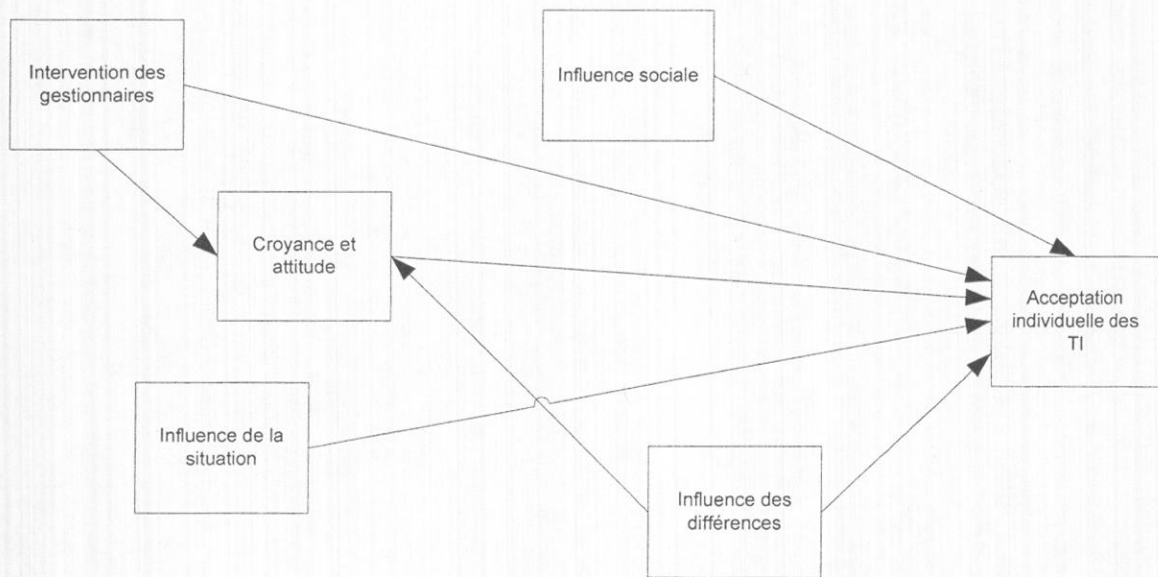 Intervention des
gestionnaires
Influence sociale
Croyance et
attitude
Acceptation
individuelle des
TI
Influence de la
situation
Influence des
différences